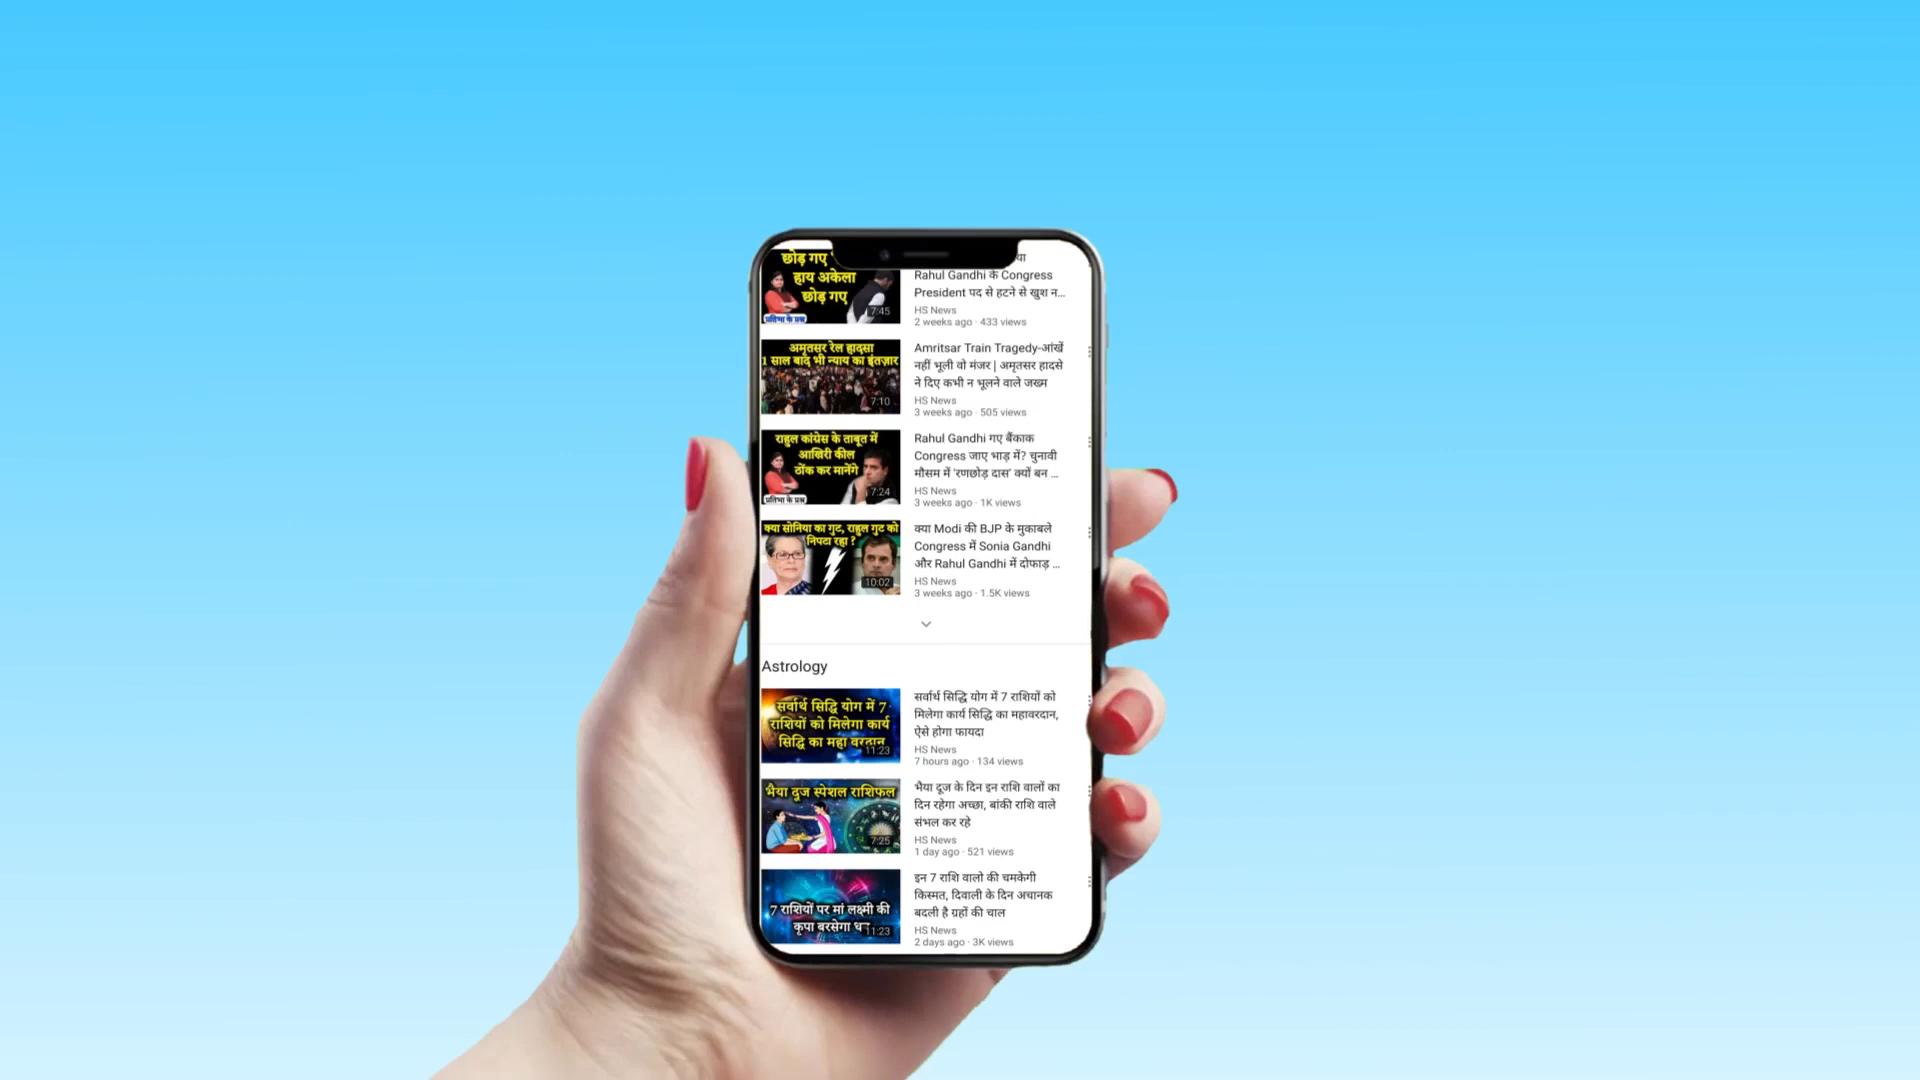 छोड़ गए
हाय अकेला
छोड़ गए
प्रतिभा के प्रश्न
7:45
या
Rahul Gandhi के Congress
President पद से हटने से खुश न...
HS News
2 weeks ago · 433 views
अमृतसर रेल हादसा
1 साल बाद भी न्याय का इंतज़ार
7:10
Amritsar Train Tragedy-आंखें
नहीं भूली वो मंजर | अमृतसर हादसे
ने दिए कभी न भूलने वाले जख्म
HS News
3 weeks ago · 505 views
राहुल कांग्रेस के ताबूत में
आखिरी कील
ठोंक कर मानेंगे
प्रतिभा के प्रश्न
7:24
Rahul Gandhi गए बैंकाक
Congress जाए भाड़ में? चुनावी
मौसम में 'रणछोड़ दास' क्यों बन ...
HS News
3 weeks ago · 1K views
क्या सोनिया का गुट, राहुल गुट को
निपटा रहा ?
10:02
क्या Modi की BJP के मुकाबले
Congress में Sonia Gandhi
और Rahul Gandhi में दोफाड़ ...
HS News
3 weeks ago · 1.5K views
Astrology
सर्वार्थ सिद्धि योग में 7
राशियों को मिलेगा कार्य
सिद्धि का महा वरदान
11:23
सर्वार्थ सिद्धि योग में 7 राशियों को
मिलेगा कार्य सिद्धि का महावरदान,
ऐसे होगा फायदा
HS News
7 hours ago · 134 views
भैया दूज स्पेशल राशिफल
7:25
भैया दूज के दिन इन राशि वालों का
दिन रहेगा अच्छा, बांकी राशि वाले
संभल कर रहे
HS News
1 day ago · 521 views
7 राशियों पर मां लक्ष्मी की
कृपा बरसेगा
11:23
इन 7 राशि वालो की चमकेगी
किस्मत, दिवाली के दिन अचानक
बदली है ग्रहों की चाल
HS News
2 days ago · 3K views